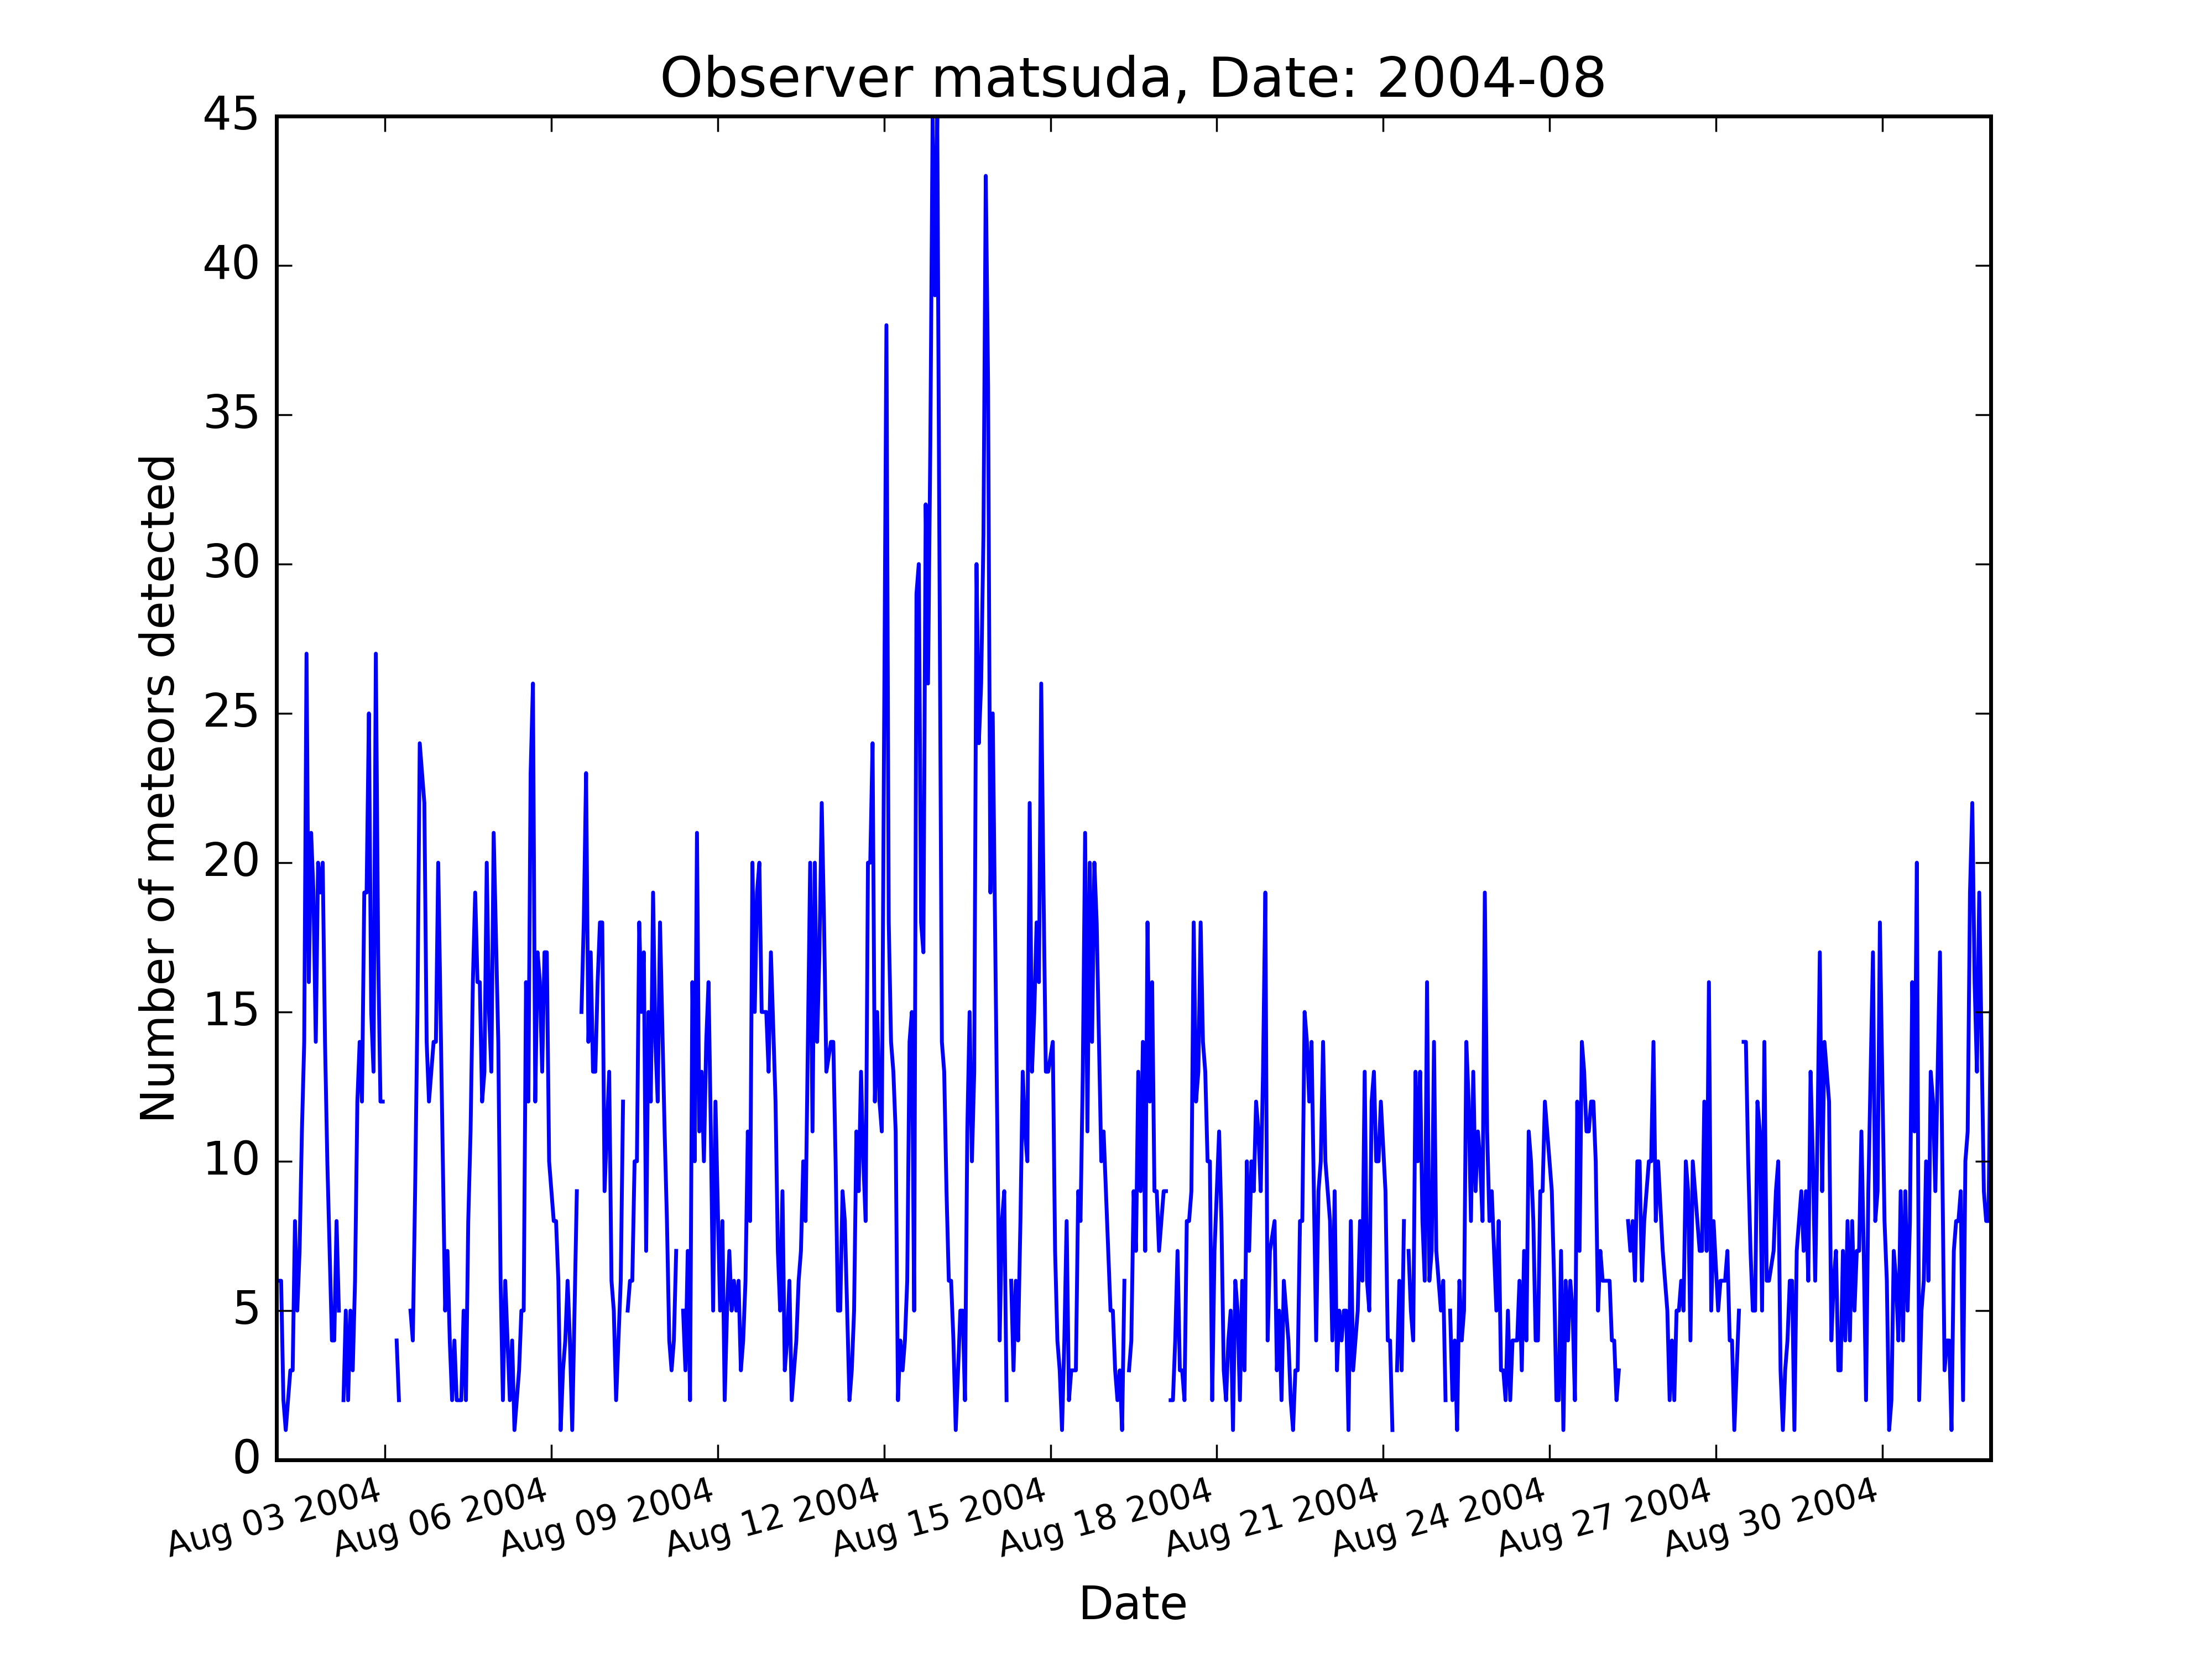 Observer matsuda, Date: 2004-08
45
40
35
30
25
20
15
10
5
0
Number of meteors detected
Aug 03 2004
Aug 06 2004
Aug 09 2004
Aug 12 2004
Aug 15 2004
Aug 18 2004
Aug 21 2004
Aug 24 2004
Aug 27 2004
Aug 30 2004
Date